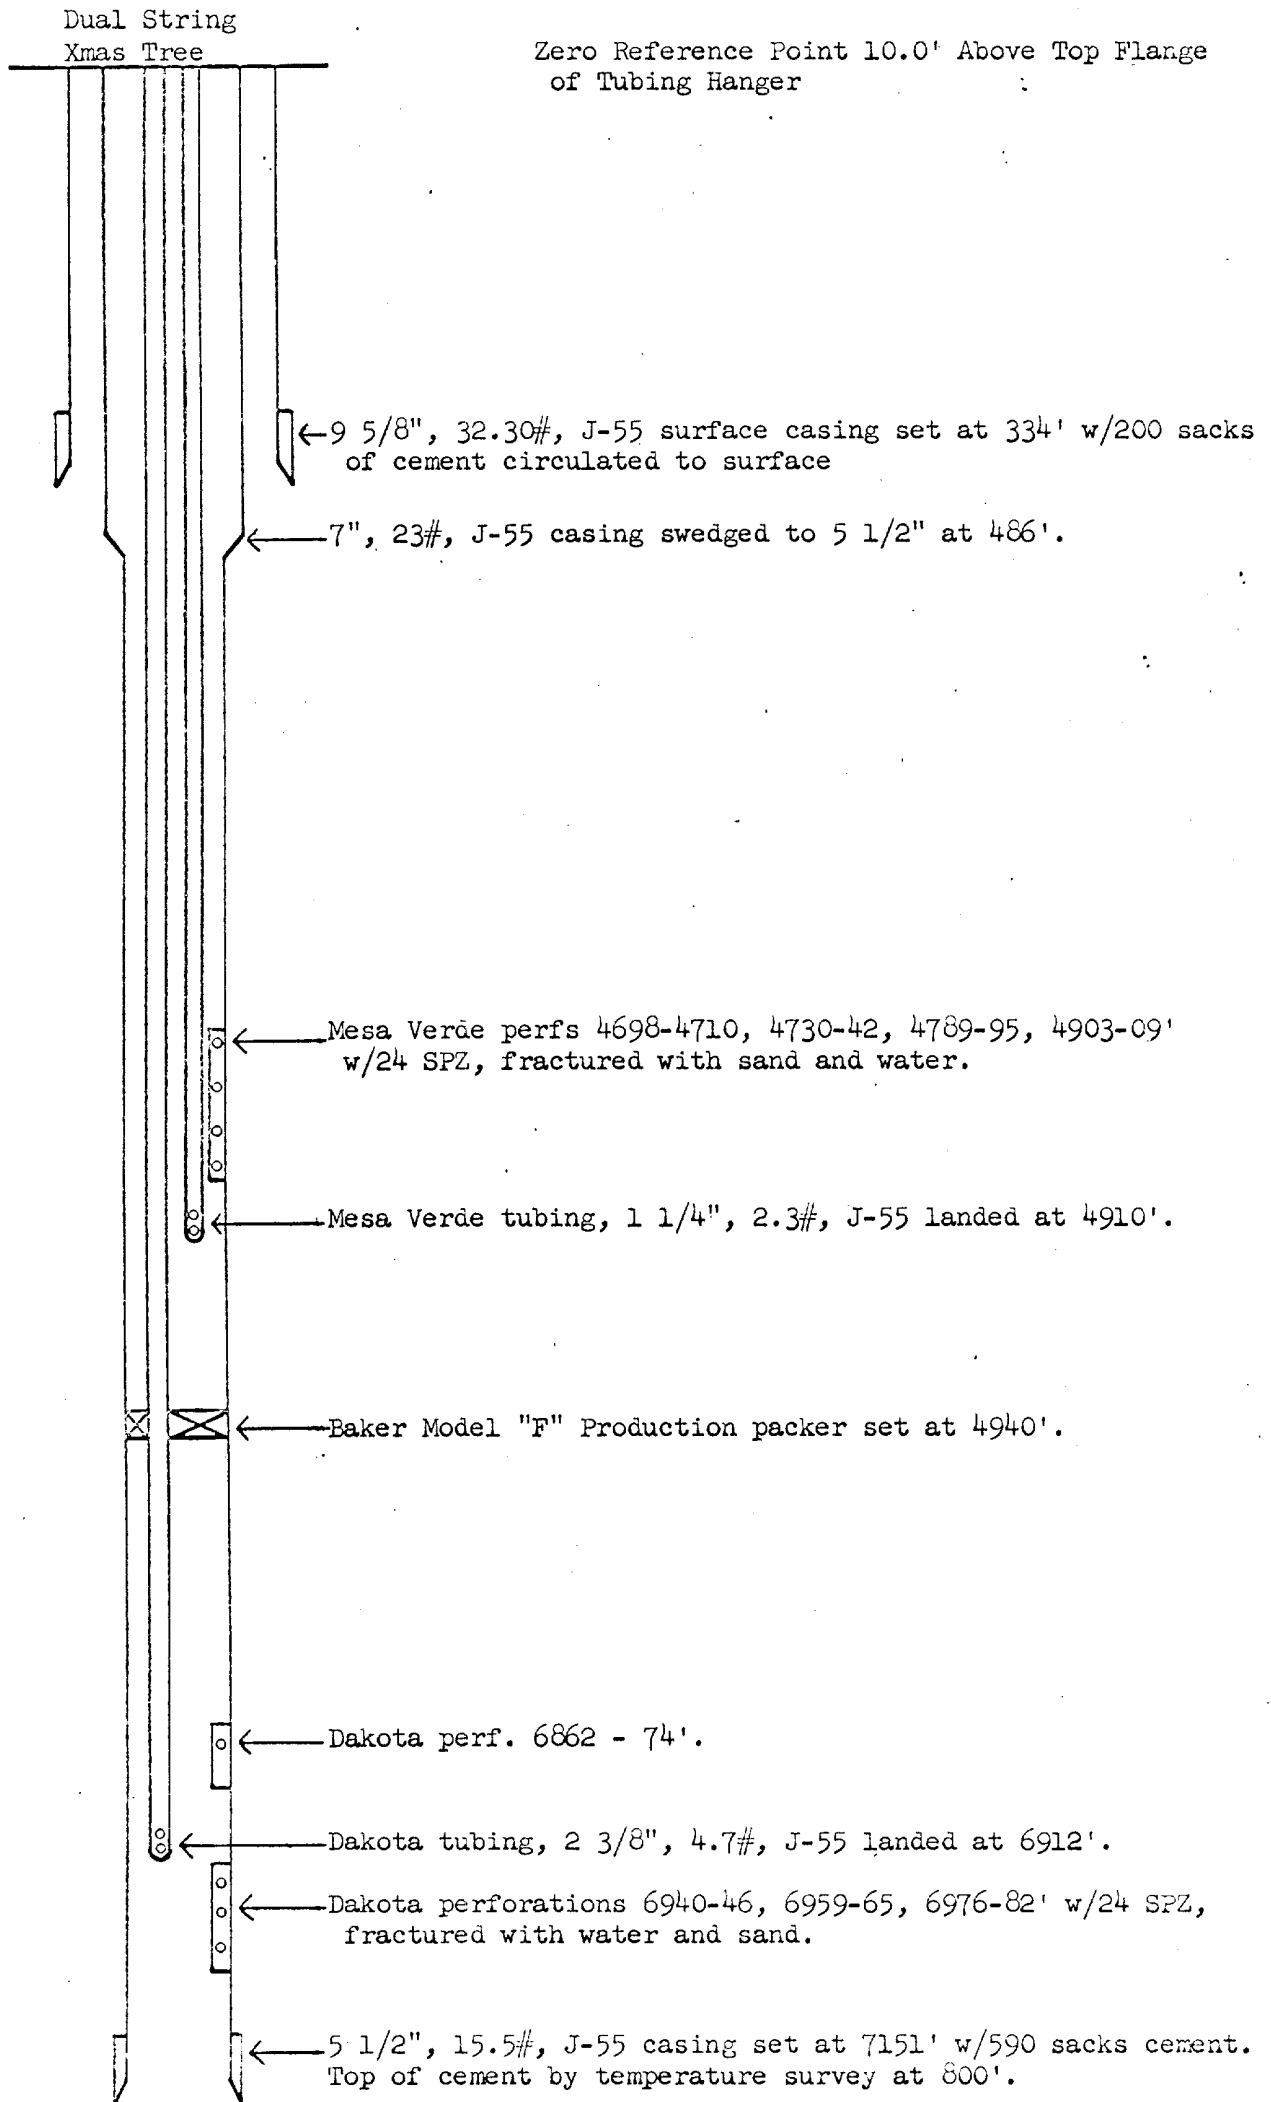 Dual String
Xmas Tree
Zero Reference Point 10.0' Above Top Flange
of Tubing Hanger
9 5/8", 32.30#, J-55 surface casing set at 334' w/200 sacks
of cement circulated to surface
7", 23#, J-55 casing swedged to 5 1/2" at 486'.
Mesa Verde perfs 4698-4710, 4730-42, 4789-95, 4903-09'
w/24 SPZ, fractured with sand and water.
Mesa Verde tubing, 1 1/4", 2.3#, J-55 landed at 4910'.
Baker Model "F" Production packer set at 4940'.
Dakota perf. 6862 - 74'.
Dakota tubing, 2 3/8", 4.7#, J-55 landed at 6912'.
Dakota perforations 6940-46, 6959-65, 6976-82' w/24 SPZ,
fractured with water and sand.
5 1/2", 15.5#, J-55 casing set at 7151' w/590 sacks cement.
Top of cement by temperature survey at 800'.